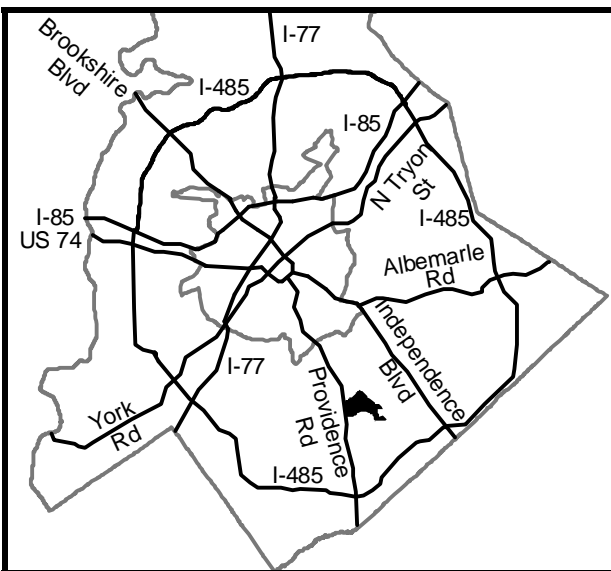 I-77
Brookshire
Blvd
I-485
I-85
N Tryon
St
I-485
I-85
US 74
Albemarle
Rd
Independence
Blvd
I-77
Providence
Rd
York
Rd
I-485